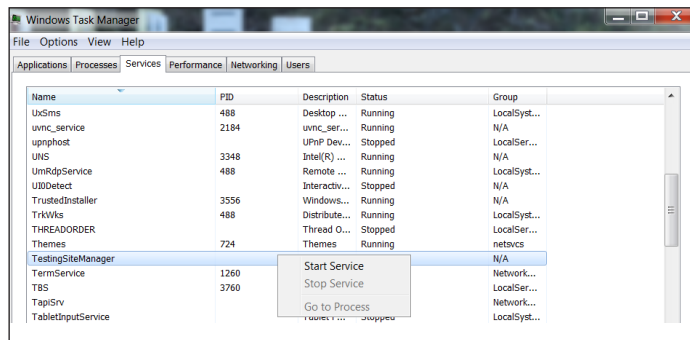 Windows Task Manager
File Options View Help
Applications Processes Services Performance Networking Users
Name PID Description Status Group
UxSms 488 Desktop ... Running LocalSyst...
uvnc_service 2184 uvnc_ser... Running N/A
upnphost UPnP Dev... Stopped LocalSer...
UNS 3348 Intel(R) ... Running N/A
UmRdpService 488 Remote ... Running LocalSyst...
UI0Detect Interactiv... Stopped N/A
TrustedInstaller 3556 Windows... Running N/A
TrkWks 488 Distribute... Running LocalSyst...
THREADORDER Thread O... Stopped LocalSer...
Themes 724 Themes Running netsvcs
TestingSiteManager N/A
TermService 1260 Network...
TBS 3760 LocalSer...
TapiSrv Network...
TabletInputService Tablet P... Stopped LocalSyst...
Start Service
Stop Service
Go to Process